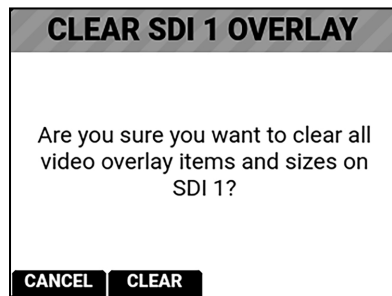 CLEAR SDI 1 OVERLAY
Are you sure you want to clear all
video overlay items and sizes on
SDI 1?
CANCEL CLEAR